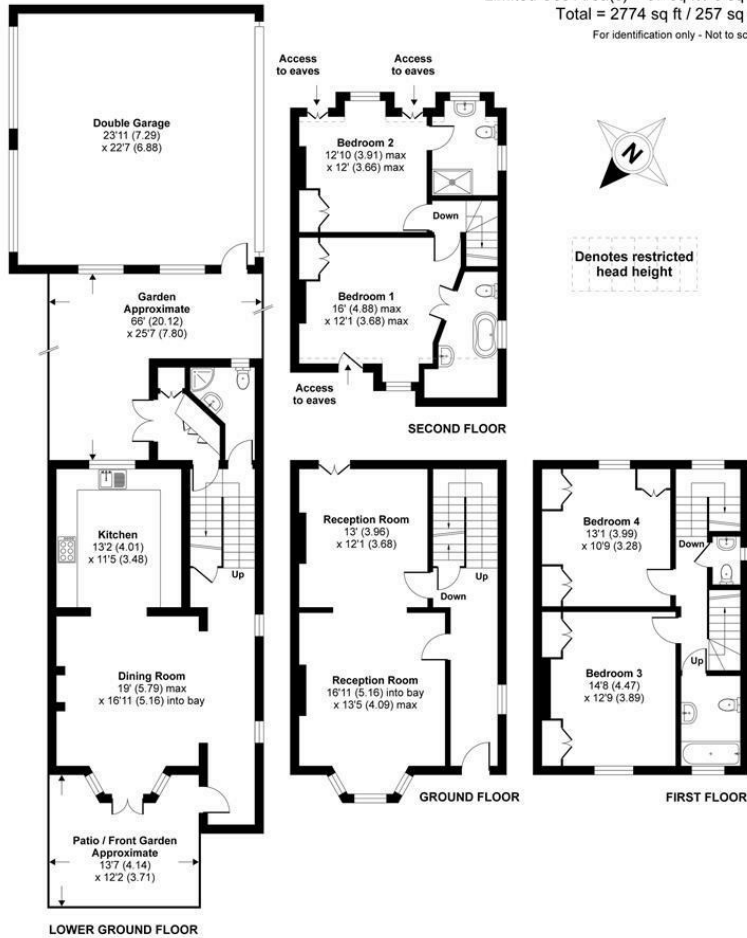 Total = 2774 sq ft / 257 sq
For identification only - Not to sc
Double Garage
23'11 (7.29)
x 22'7 (6.88)
Garden
Approximate
66' (20.12)
x 25'7 (7.80)
Kitchen
13'2 (4.01)
x 11'5 (3.48)
Up
Dining Room
19' (5.79) max
x 16'11 (5.16) into bay
Patio / Front Garden
Approximate
13'7 (4.14)
x 12'2 (3.71)
LOWER GROUND FLOOR
Access
to eaves
Access
to eaves
Bedroom 2
12'10 (3.91) max
x 12' (3.66) max
Down
Bedroom 1
16' (4.88) max
x 12'1 (3.68) max
Access
to eaves
SECOND FLOOR
N
Denotes restricted
head height
Reception Room
13' (3.96)
x 12'1 (3.68)
Up
Down
Reception Room
16'11 (5.16) into bay
x 13'5 (4.09) max
GROUND FLOOR
Bedroom 4
13'1 (3.99)
x 10'9 (3.28)
Down
Up
Bedroom 3
14'8 (4.47)
x 12'9 (3.89)
FIRST FLOOR